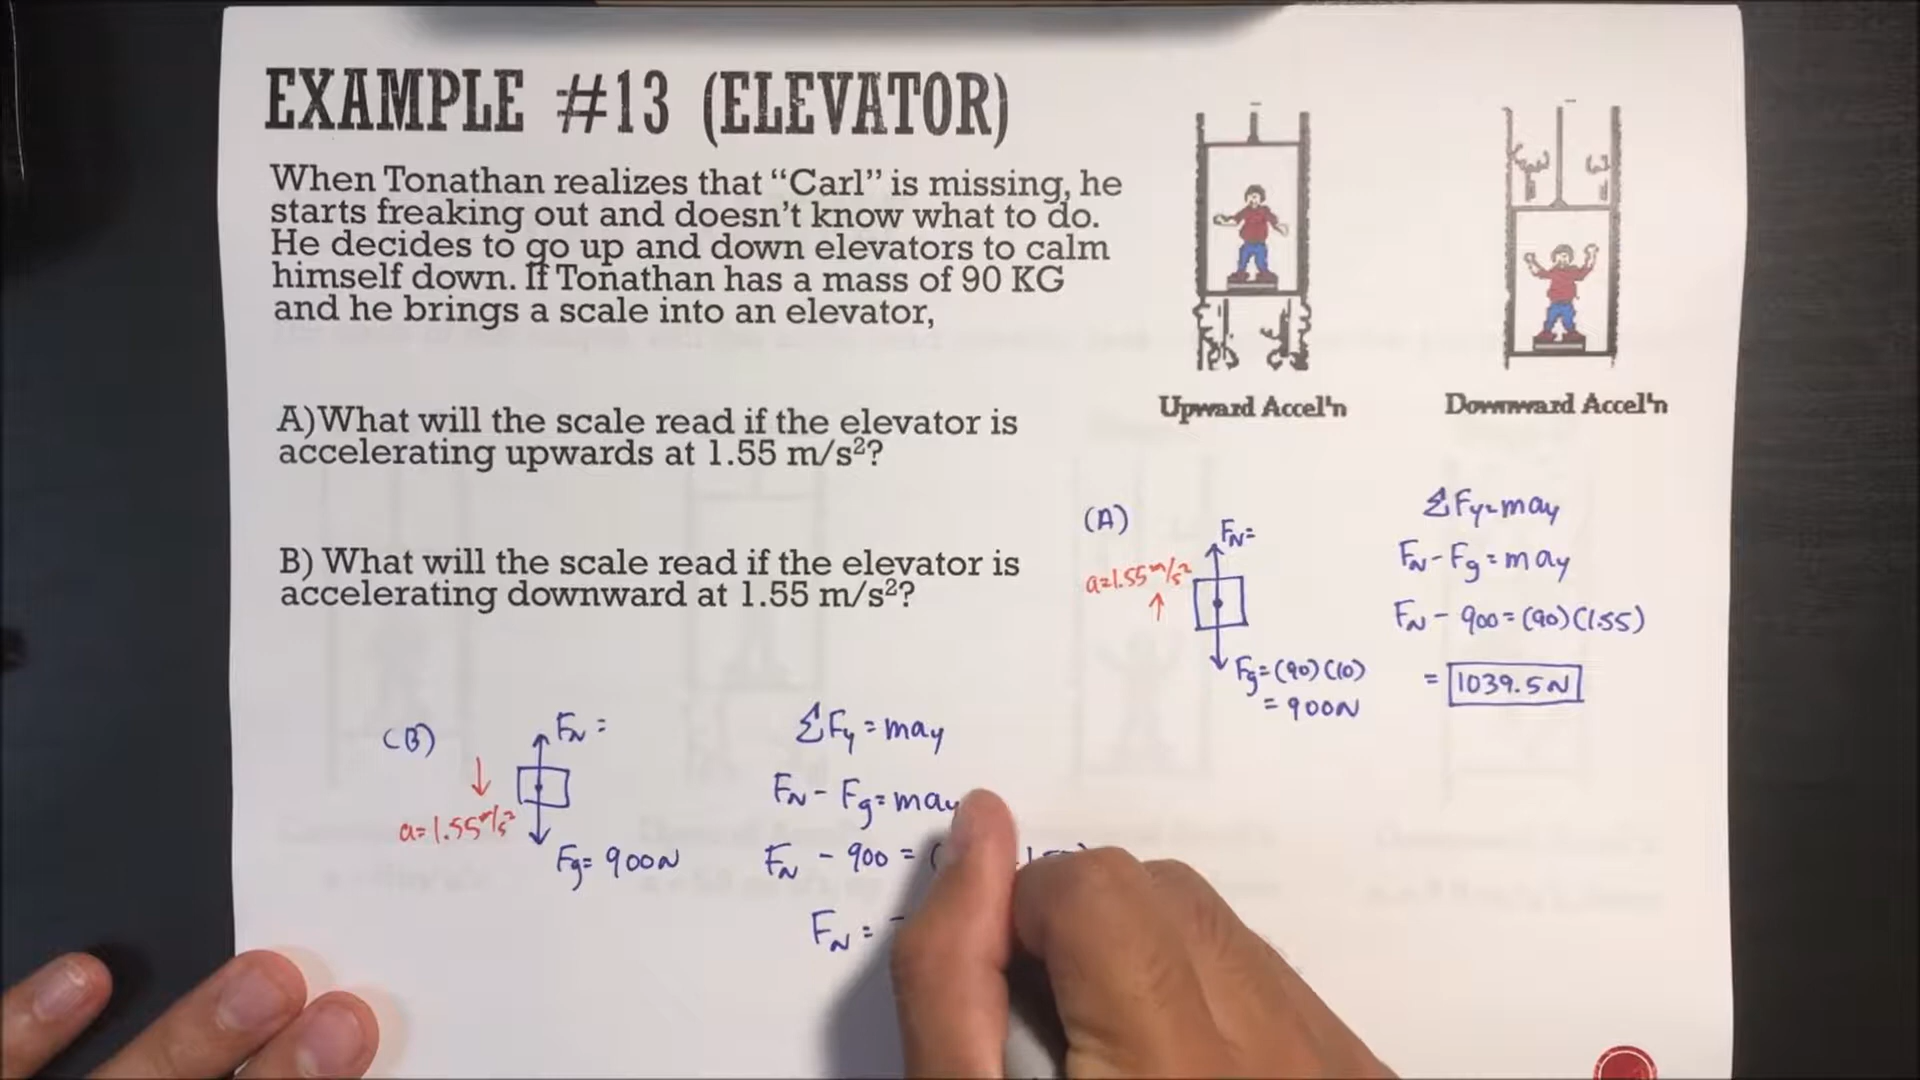 EXAMPLE #13 (ELEVATOR)
When Tonathan realizes that “Carl” is missing, he
starts freaking out and doesn’t know what to do.
He decides to go up and down elevators to calm
himself down. If Tonathan has a mass of 90 KG
and he brings a scale into an elevator,
A)What will the scale read if the elevator is
accelerating upwards at 1.55 m/s²?
B) What will the scale read if the elevator is
accelerating downward at 1.55 m/s²?
Upward Accel'n
Downward Accel'n
(A)
FN=
a=1.55 m/s²
Fg=(90)(10)
= 900N
ΣFy=may
FN-Fg=may
FN - 900=(90)(1.55)
= 1039.5N
(B)
FN =
a=1.55 m/s²
Fg= 900N
ΣFy=may
FN - Fg=may
FN - 900 = (
FN =